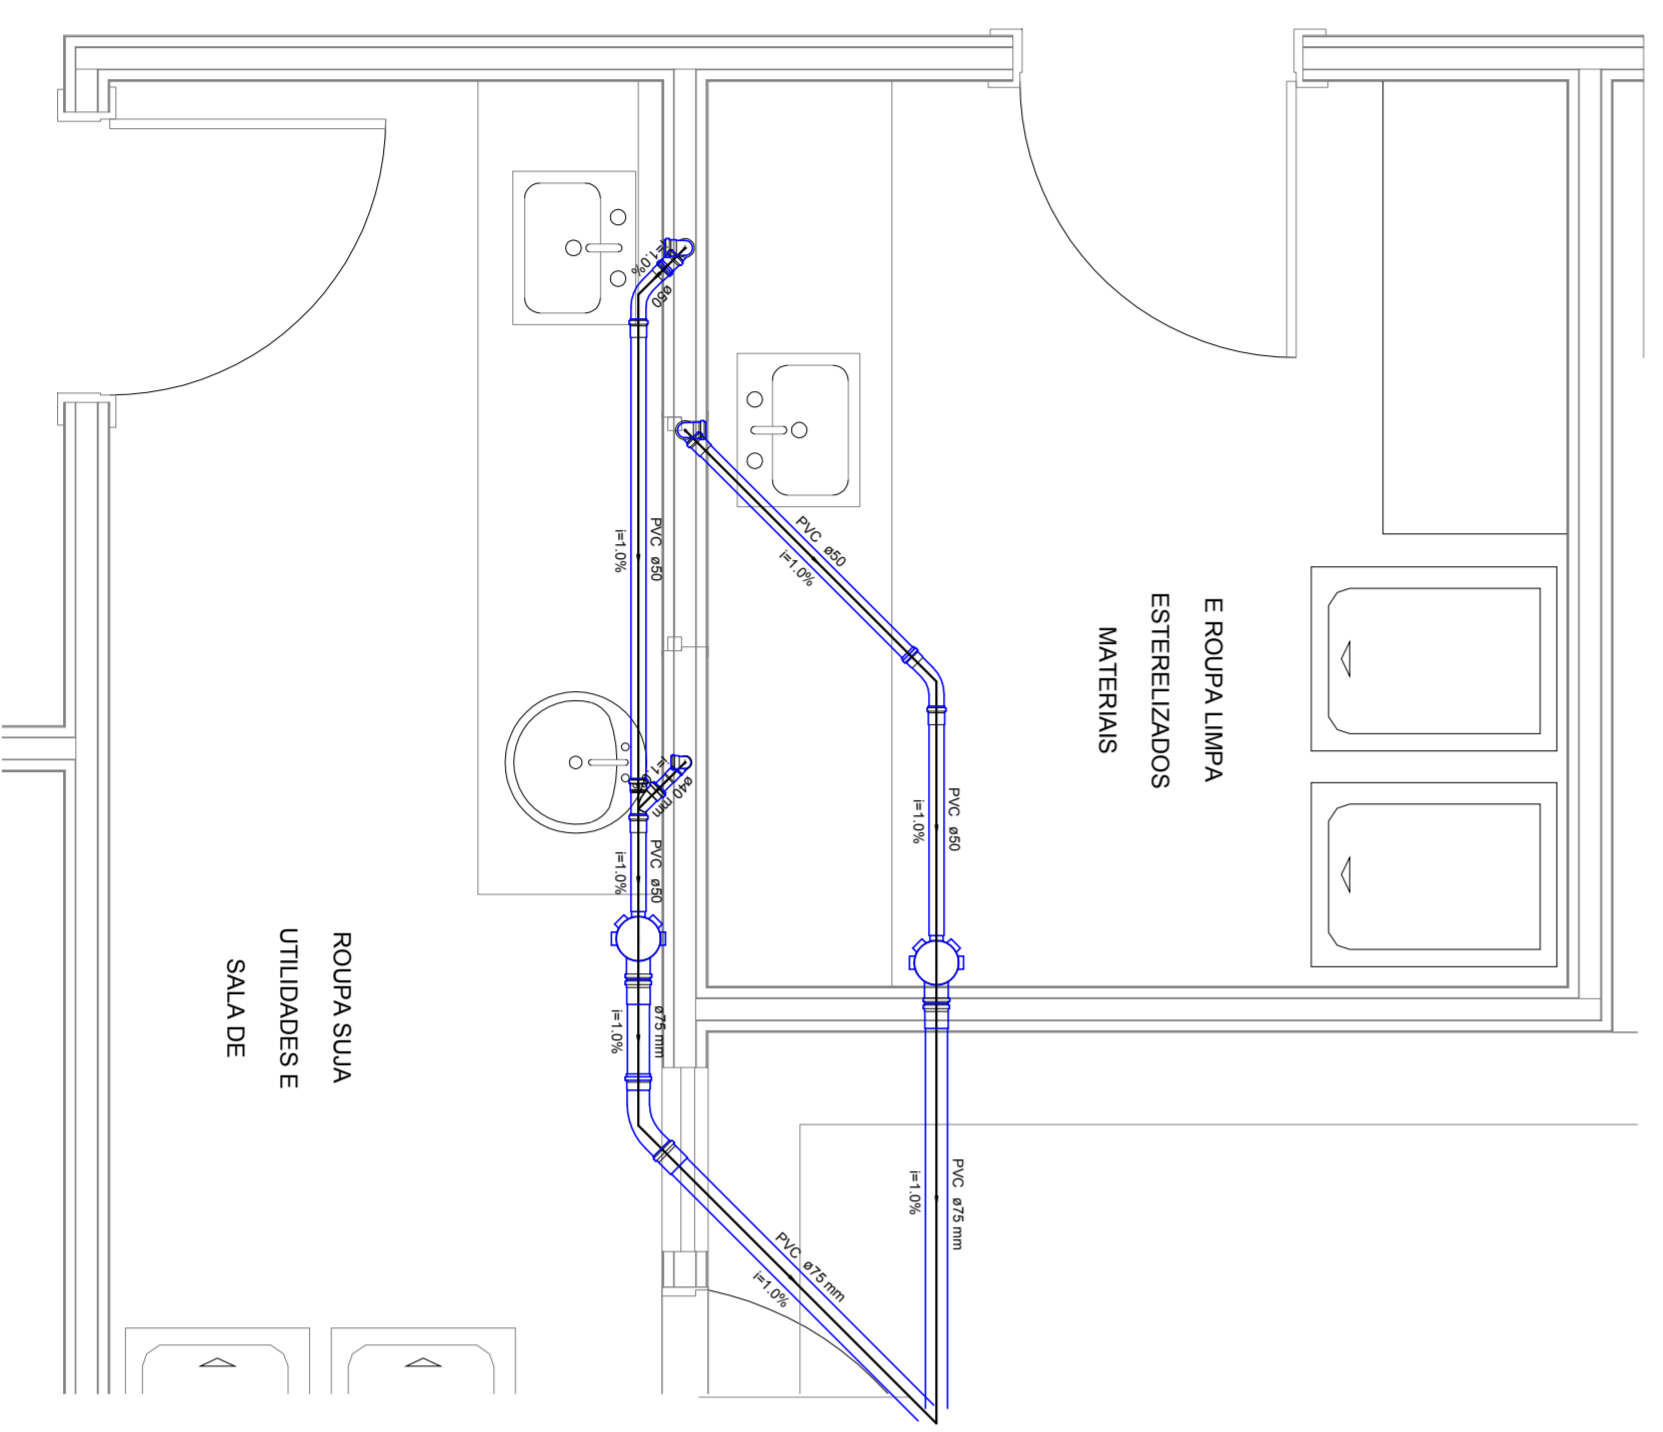 i=1.0%
ø50
PVC ø50
i=1.0%
PVC ø50
i=1.0%
MATERIAIS
ESTERELIZADOS
E ROUPA LIMPA
i=1.0%
ø40 mm
PVC ø50
i=1.0%
PVC ø50
i=1.0%
SALA DE
UTILIDADES E
ROUPA SUJA
ø75 mm
i=1.0%
PVC ø75 mm
i=1.0%
PVC ø75 mm
i=1.0%